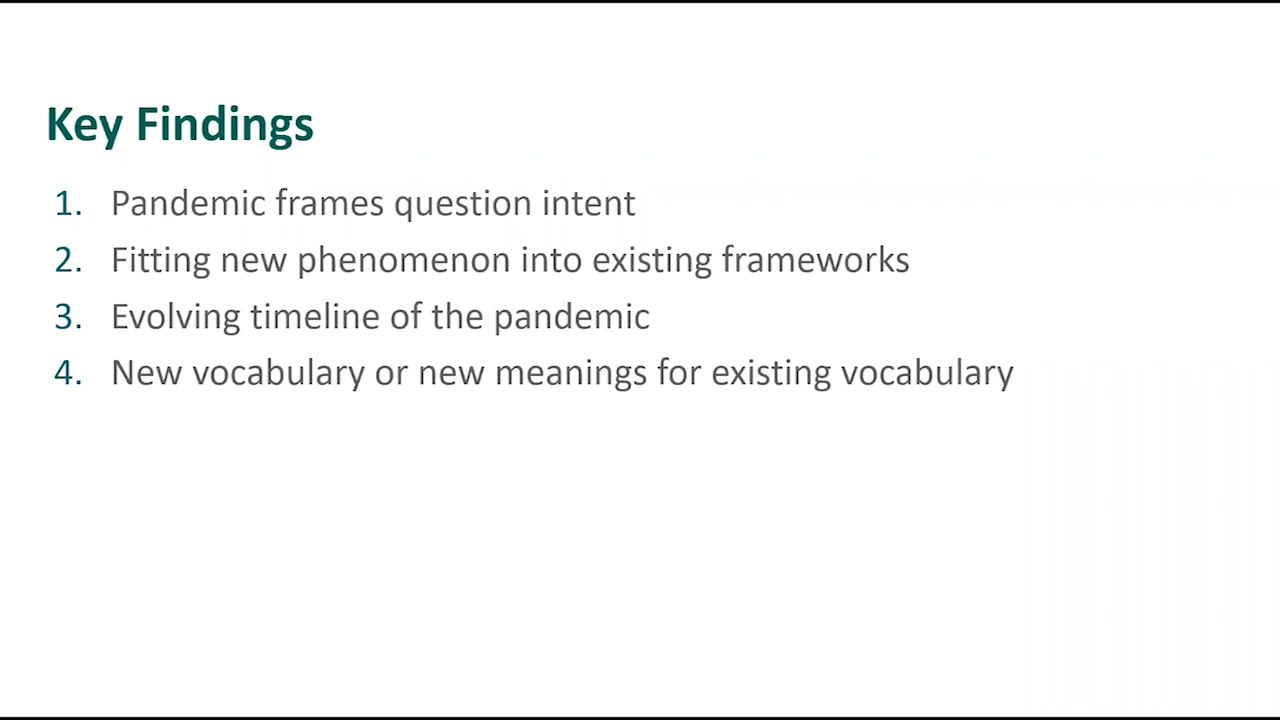 Key Findings
1. Pandemic frames question intent
2. Fitting new phenomenon into existing frameworks
3. Evolving timeline of the pandemic
4. New vocabulary or new meanings for existing vocabulary